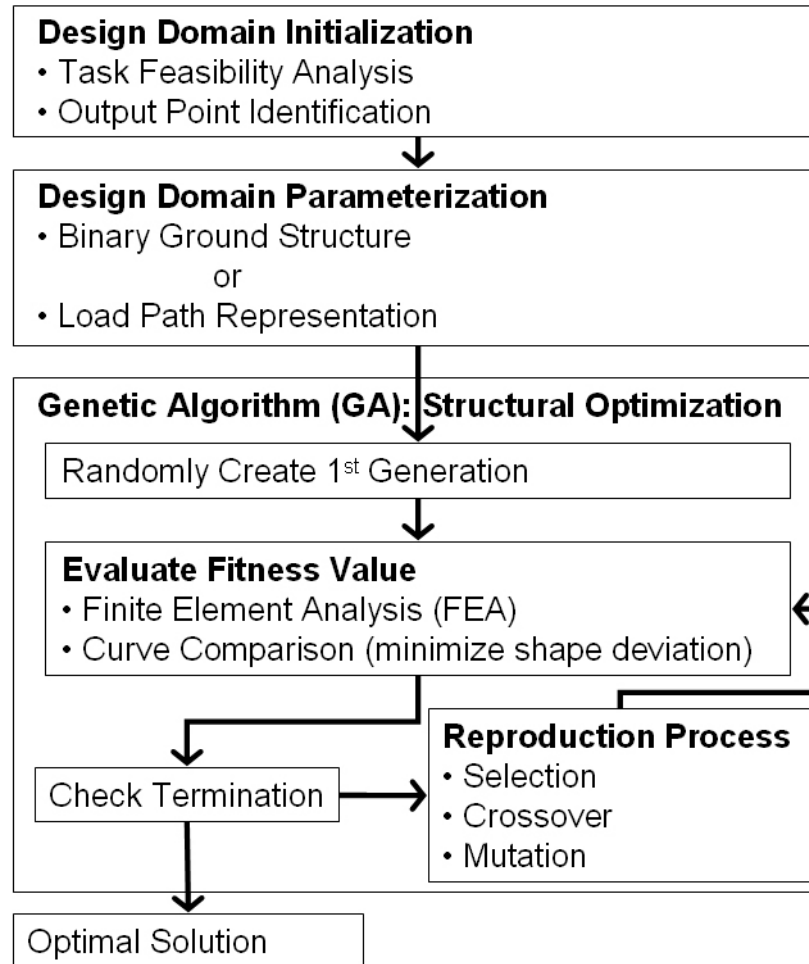 Design Domain Initialization
• Task Feasibility Analysis
• Output Point Identification
Design Domain Parameterization
• Binary Ground Structure
or
• Load Path Representation
Genetic Algorithm (GA): Structural Optimization
Randomly Create 1st Generation
Evaluate Fitness Value
• Finite Element Analysis (FEA)
• Curve Comparison (minimize shape deviation)
Reproduction Process
• Selection
• Crossover
• Mutation
Check Termination
Optimal Solution